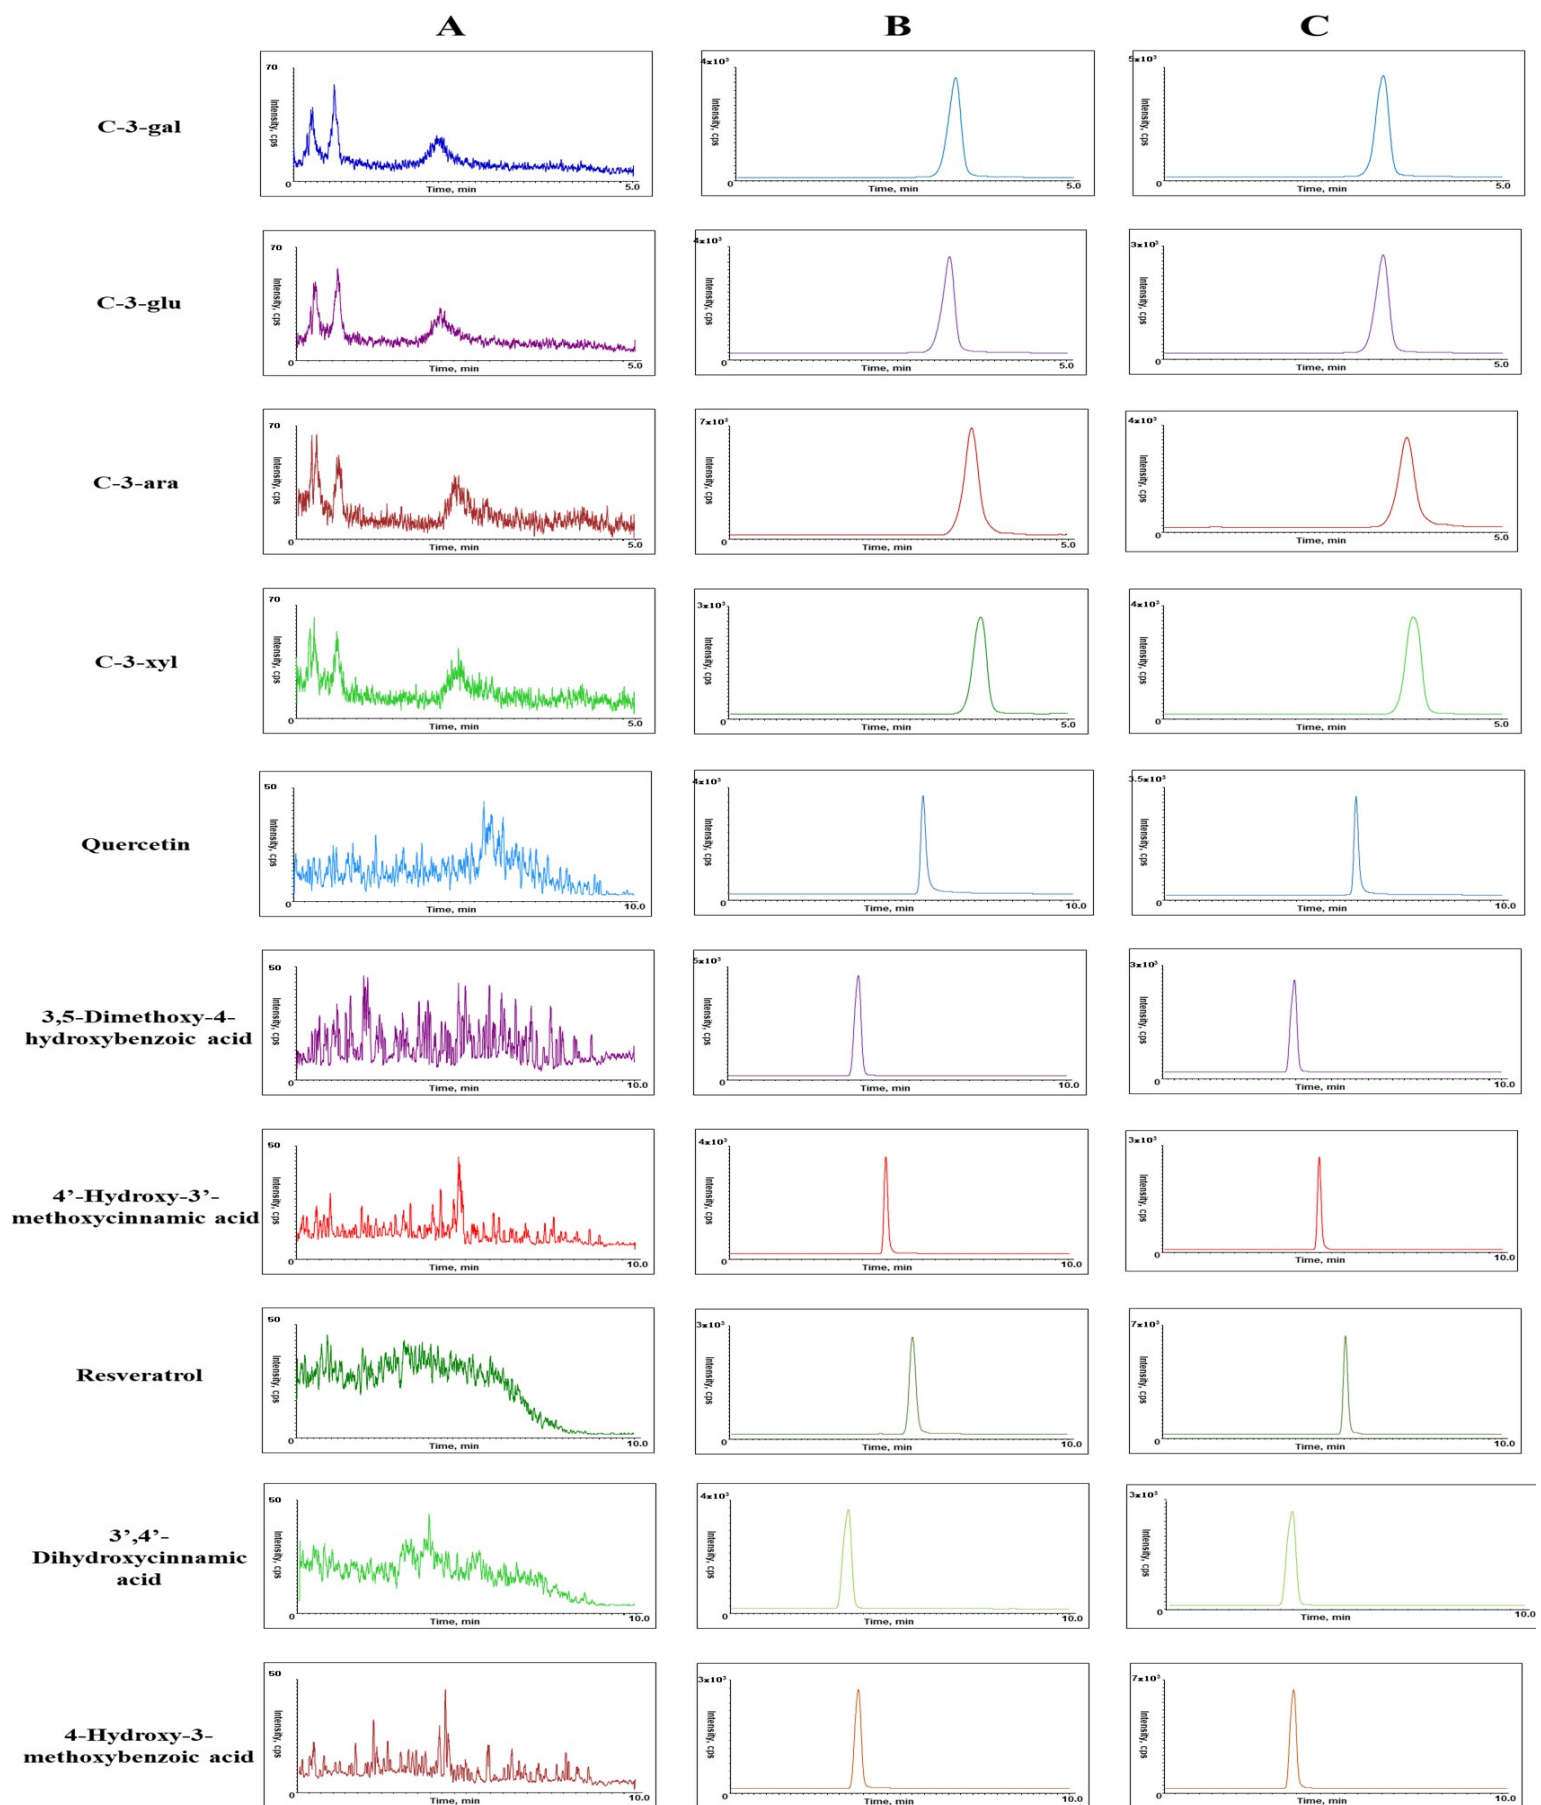 A B C
C-3-gal
70
Intensity, cps
0
Time, min
5.0
4x10³
Intensity, cps
0
Time, min
5.0
5x10³
Intensity, cps
0
Time, min
5.0
C-3-glu
70
Intensity, cps
0
Time, min
5.0
4x10³
Intensity, cps
0
Time, min
5.0
3x10³
Intensity, cps
0
Time, min
5.0
C-3-ara
70
Intensity, cps
0
Time, min
5.0
7x10³
Intensity, cps
0
Time, min
5.0
4x10³
Intensity, cps
0
Time, min
5.0
C-3-xyl
70
Intensity, cps
0
Time, min
5.0
3x10³
Intensity, cps
0
Time, min
5.0
4x10³
Intensity, cps
0
Time, min
5.0
Quercetin
50
Intensity, cps
0
Time, min
10.0
4x10³
Intensity, cps
0
Time, min
10.0
3.5x10³
Intensity, cps
0
Time, min
10.0
3,5-Dimethoxy-4-
hydroxybenzoic acid
50
Intensity, cps
0
Time, min
10.0
5x10³
Intensity, cps
0
Time, min
10.0
3x10³
Intensity, cps
0
Time, min
10.0
4’-Hydroxy-3’-
methoxycinnamic acid
50
Intensity, cps
0
Time, min
10.0
4x10³
Intensity, cps
0
Time, min
10.0
3x10³
Intensity, cps
0
Time, min
10.0
Resveratrol
50
Intensity, cps
0
Time, min
10.0
3x10³
Intensity, cps
0
Time, min
10.0
7x10³
Intensity, cps
0
Time, min
10.0
3’,4’-
Dihydroxycinnamic
acid
50
Intensity, cps
0
Time, min
10.0
4x10³
Intensity, cps
0
Time, min
10.0
3x10³
Intensity, cps
0
Time, min
10.0
4-Hydroxy-3-
methoxybenzoic acid
50
Intensity, cps
0
Time, min
10.0
3x10³
Intensity, cps
0
Time, min
10.0
7x10³
Intensity, cps
0
Time, min
10.0